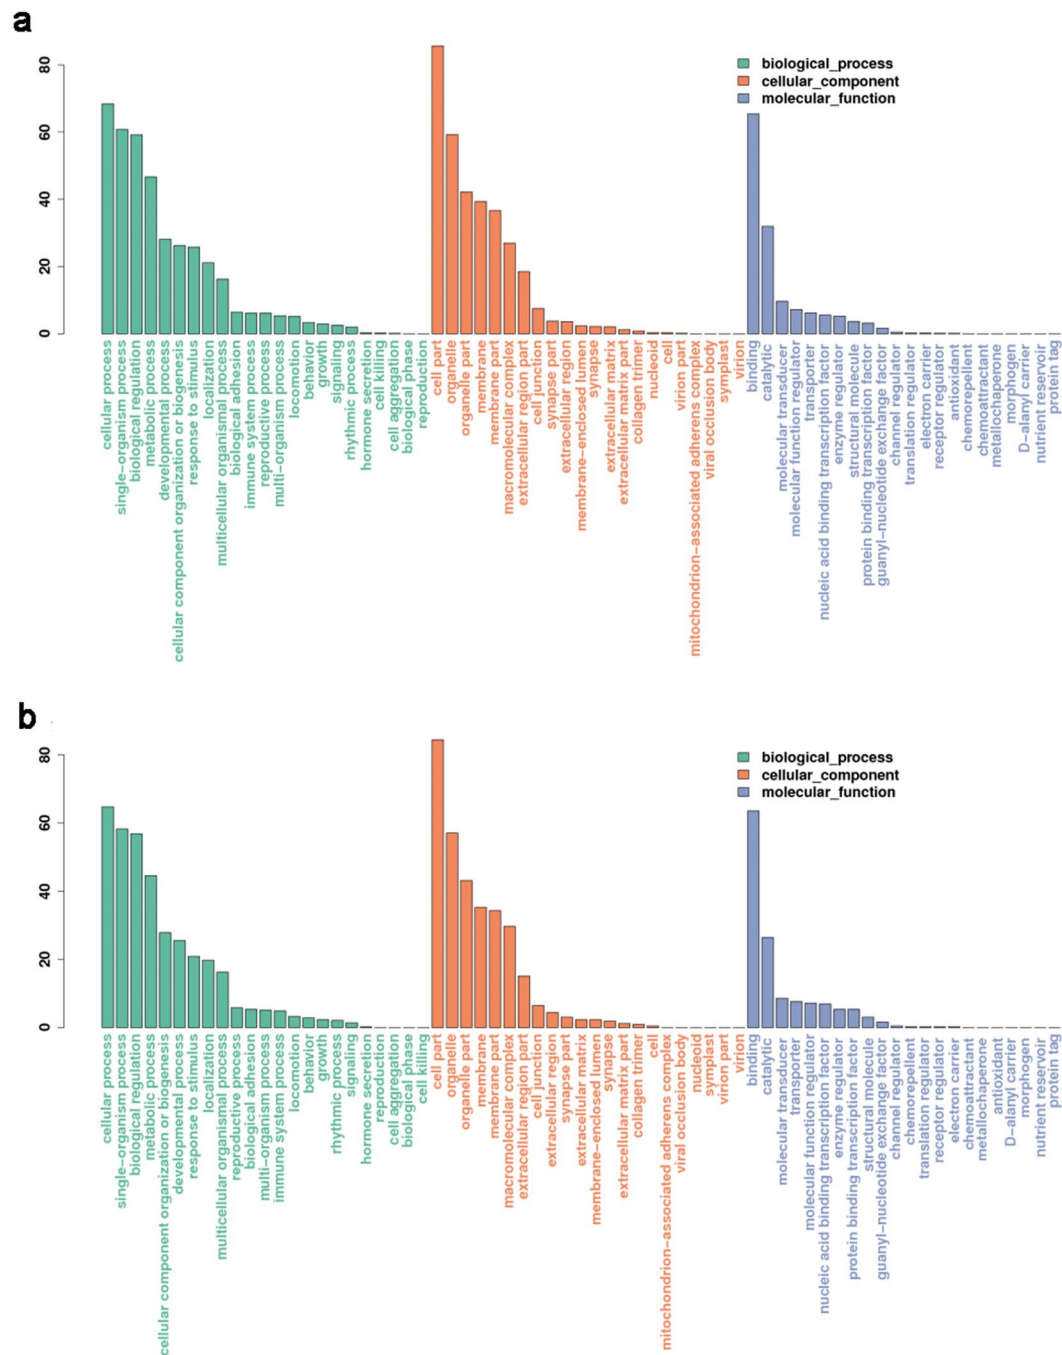 a
80
60
40
20
0
biological_process
cellular_component
molecular_function
cellular process
single-organism process
biological regulation
metabolic process
developmental process
cellular component organization or biogenesis
response to stimulus
localization
multicellular organismal process
biological adhesion
immune system process
reproductive process
multi-organism process
locomotion
behavior
growth
signaling
rhythmic process
hormone secretion
cell killing
cell aggregation
biological phase
reproduction
cell part
organelle
organelle part
membrane
membrane part
macromolecular complex
extracellular region part
cell junction
synapse part
extracellular region
membrane-enclosed lumen
synapse
extracellular matrix
extracellular matrix part
collagen trimer
nucleoid
cell
virion part
mitochondrion-associated adherens complex
viral occlusion body
symplast
virion
binding
catalytic
molecular transducer
molecular function regulator
transporter
nucleic acid binding transcription factor
enzyme regulator
structural molecule
protein binding transcription factor
guanyl-nucleotide exchange factor
channel regulator
translation regulator
electron carrier
receptor regulator
antioxidant
chemorepellent
chemoattractant
metallochaperone
morphogen
D-alanyl carrier
nutrient reservoir
protein tag
b
80
60
40
20
0
biological_process
cellular_component
molecular_function
cellular process
single-organism process
biological regulation
metabolic process
cellular component organization or biogenesis
developmental process
response to stimulus
localization
multicellular organismal process
reproductive process
biological adhesion
multi-organism process
immune system process
locomotion
behavior
growth
rhythmic process
signaling
hormone secretion
reproduction
cell aggregation
biological phase
cell killing
cell part
organelle
organelle part
membrane
membrane part
macromolecular complex
extracellular region part
cell junction
extracellular region
synapse part
extracellular matrix
membrane-enclosed lumen
synapse
extracellular matrix part
collagen trimer
cell
mitochondrion-associated adherens complex
viral occlusion body
nucleoid
symplast
virion part
virion
binding
catalytic
molecular transducer
transporter
molecular function regulator
nucleic acid binding transcription factor
enzyme regulator
protein binding transcription factor
structural molecule
guanyl-nucleotide exchange factor
channel regulator
chemorepellent
translation regulator
receptor regulator
electron carrier
chemoattractant
metallochaperone
antioxidant
D-alanyl carrier
morphogen
nutrient reservoir
protein tag